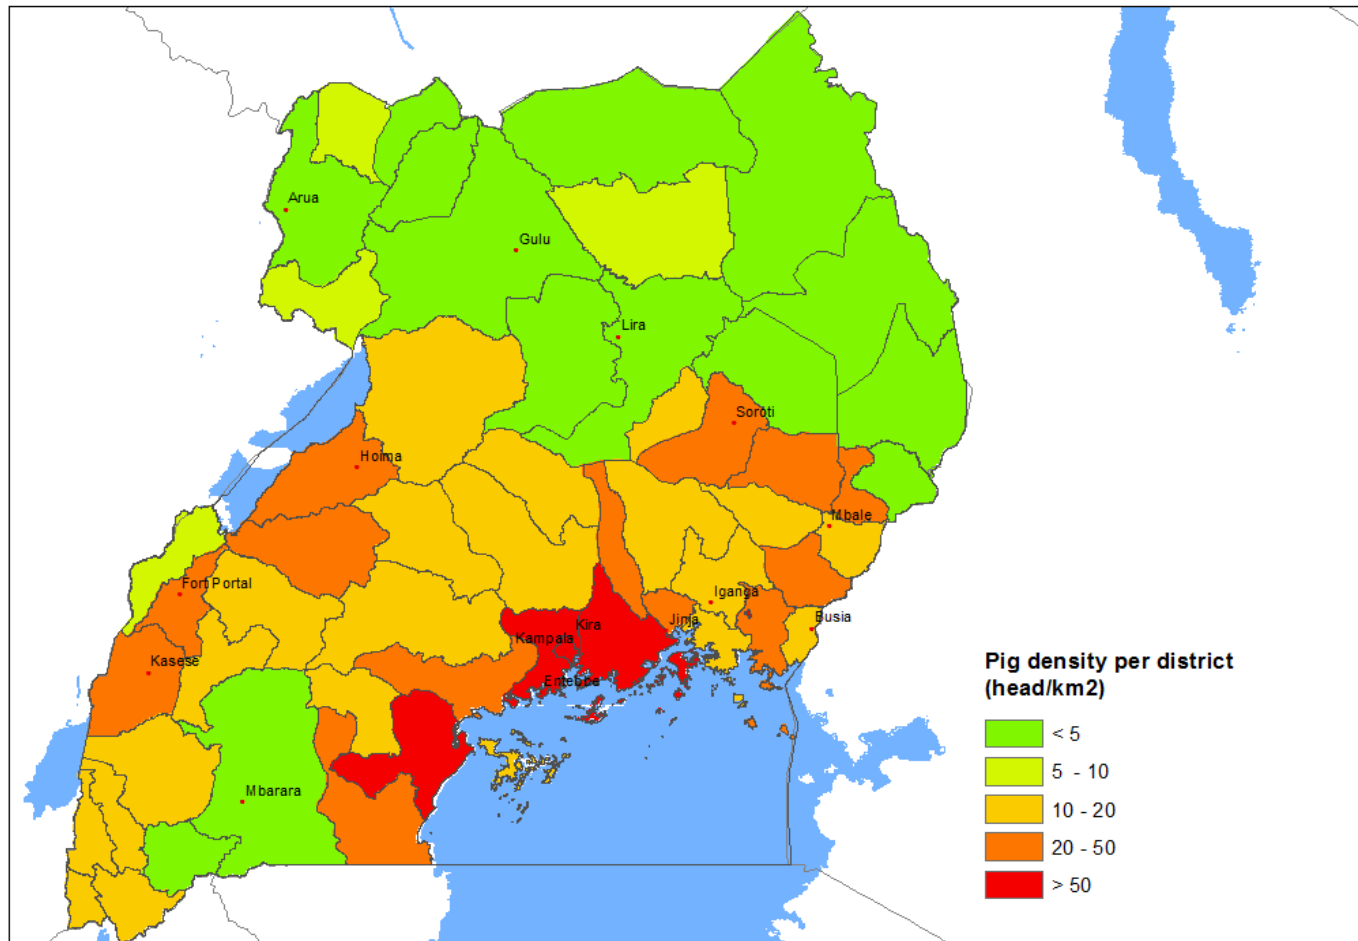 Arua
Gulu
Lira
Soroti
Hoima
Mbale
Fort Portal
Iganga
Jinja
Busia
Kira
Kampala
Kasese
Entebbe
Mbarara
Pig density per district
(head/km2)
< 5
5 - 10
10 - 20
20 - 50
> 50